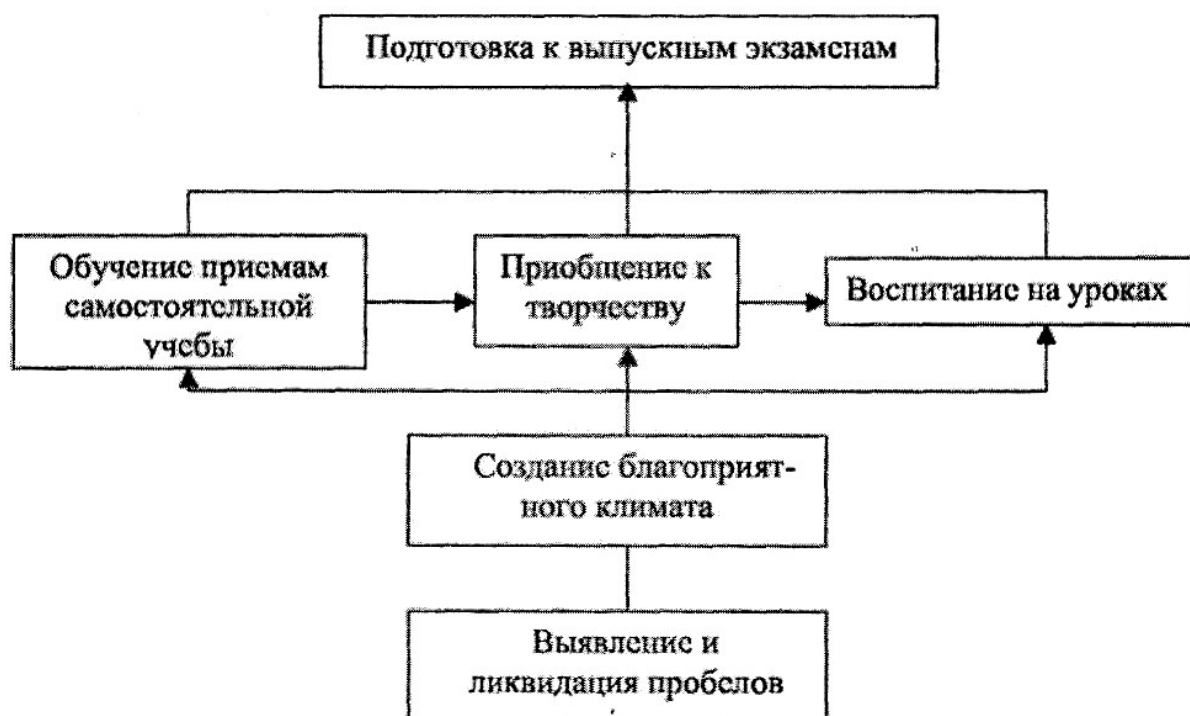 Подготовка к выпускным экзаменам
Обучение приемам
самостоятельной
учебы
Приобщение к
творчеству
Воспитание на уроках
Создание благоприят-
ного климата
Выявление и
ликвидация пробелов